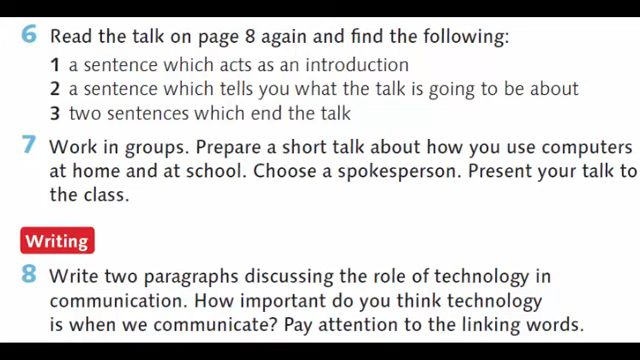 6 Read the talk on page 8 again and find the following:
1 a sentence which acts as an introduction
2 a sentence which tells you what the talk is going to be about
3 two sentences which end the talk
7 Work in groups. Prepare a short talk about how you use computers
at home and at school. Choose a spokesperson. Present your talk to
the class.
Writing
8 Write two paragraphs discussing the role of technology in
communication. How important do you think technology
is when we communicate? Pay attention to the linking words.